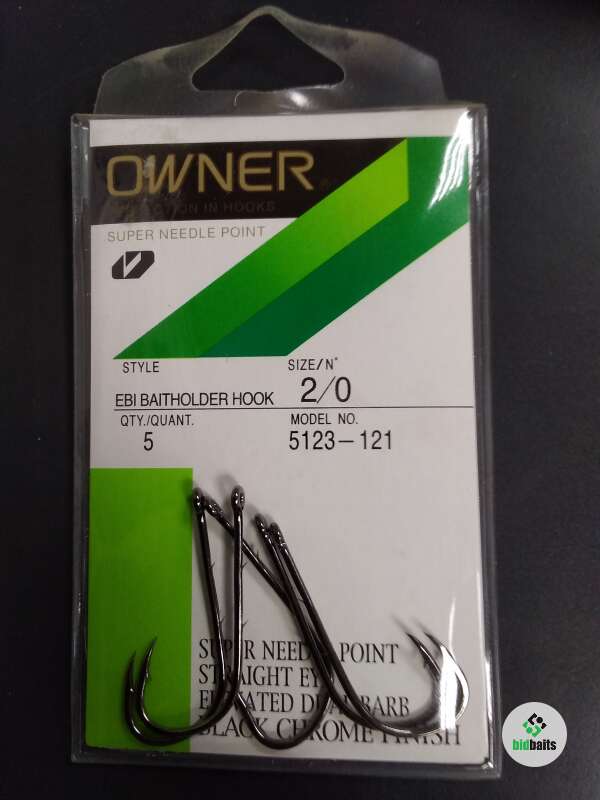 OWNER
IN HOOKS
SUPER NEEDLE POINT
STYLE
EBI BAITHOLDER HOOK
SIZE/N°
2/0
QTY./QUANT.
5
MODEL NO.
5123-121
SUPER NEEDLE POINT
STRAIGHT EYE
ELEVATED DUAL BARB
BLACK CHROME FINISH
bidbaits